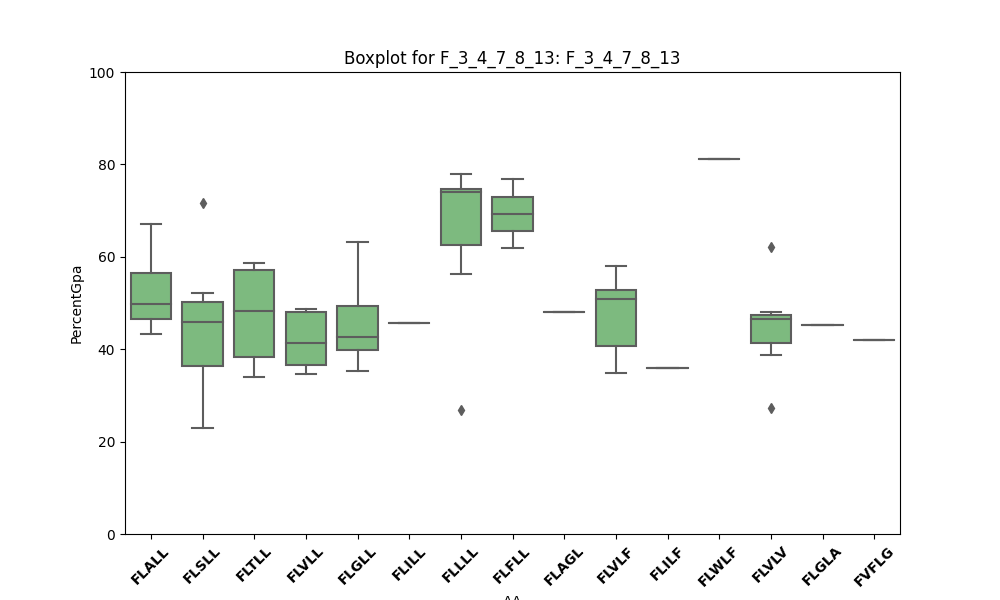 Boxplot for F_3_4_7_8_13: F_3_4_7_8_13
100
80
60
40
20
0
PercentGpa
FLALL
FLSLL
FLTLL
FLVLL
FLGLL
FLILL
FLLLL
FLFLL
FLAGL
FLVLF
FLILF
FLWLF
FLVLV
FLGLA
FVFLG
AA